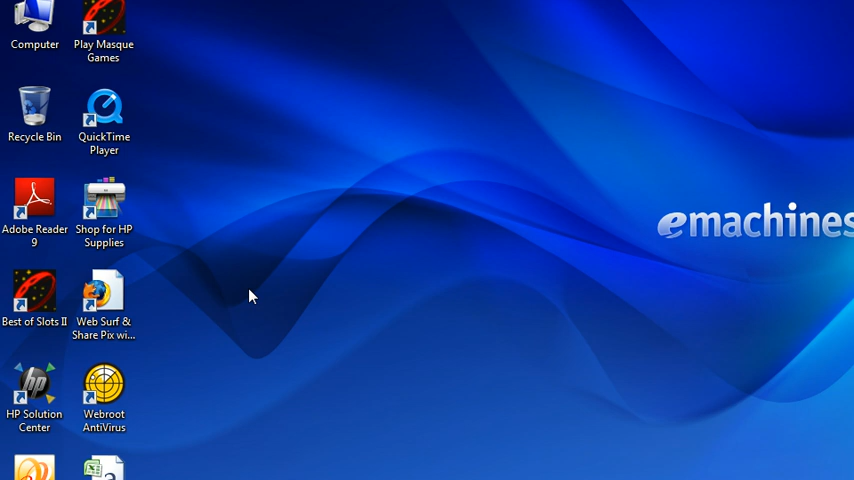 Computer
Play Masque
Games
Recycle Bin
QuickTime
Player
Adobe Reader
9
Shop for HP
Supplies
emachines
Best of Slots II
Web Surf &
Share Pix wi...
HP Solution
Center
Webroot
AntiVirus